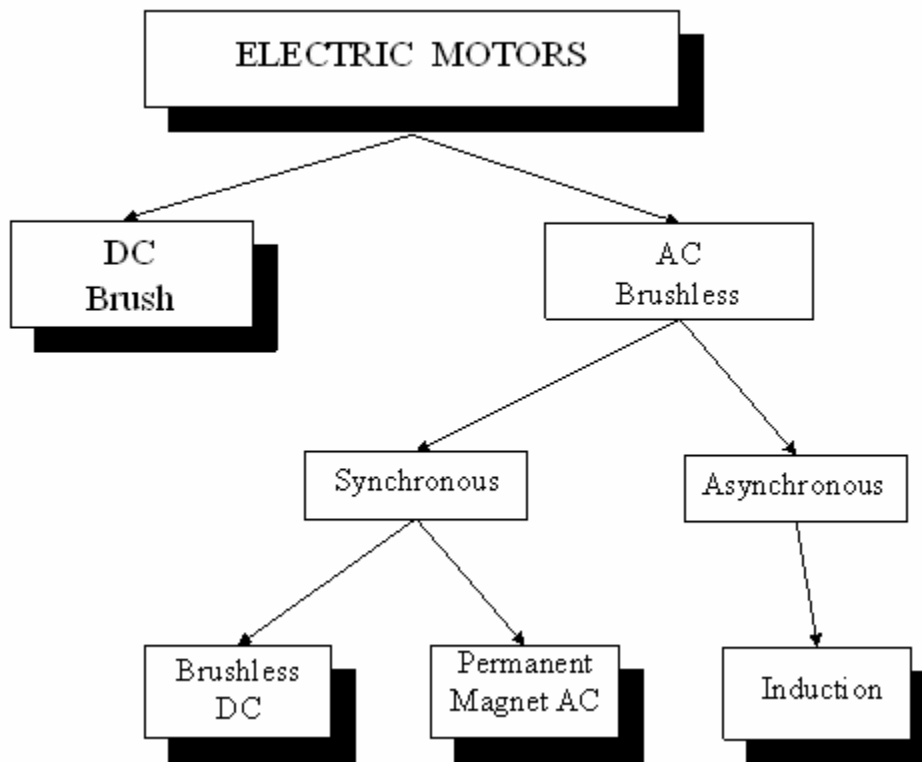 ELECTRIC MOTORS
DC
Brush
AC
Brushless
Synchronous
Asynchronous
Brushless
DC
Permanent
Magnet AC
Induction